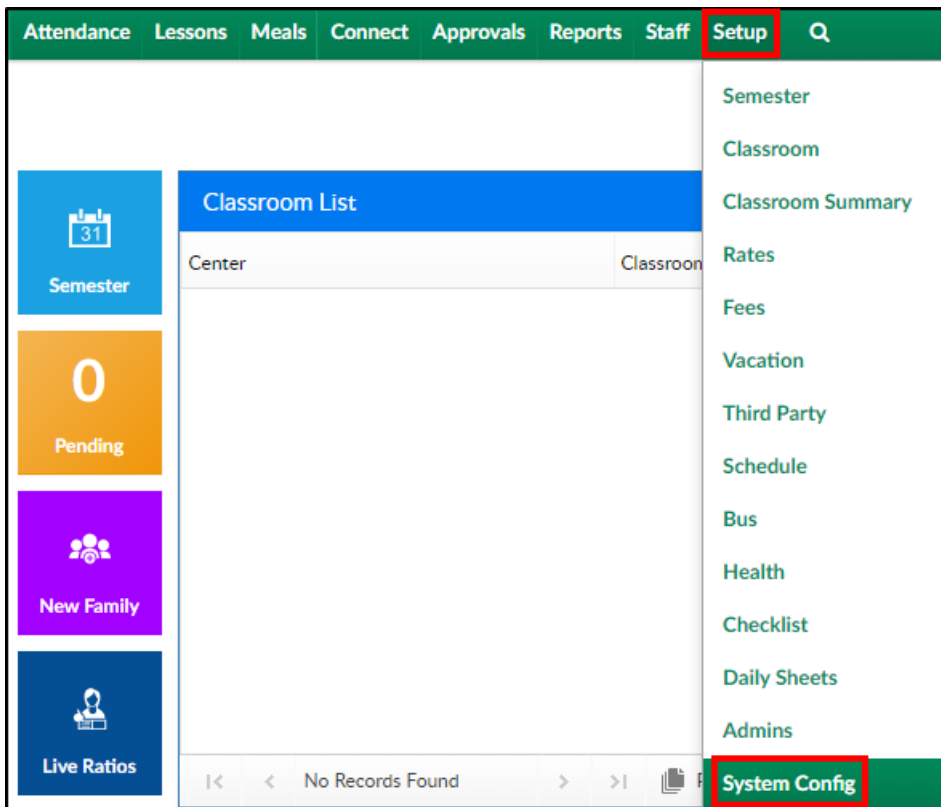 Attendance Lessons Meals Connect Approvals Reports Staff Setup
Semester
Classroom
Classroom Summary
Rates
Fees
Vacation
Third Party
Schedule
Bus
Health
Checklist
Daily Sheets
Admins
System Config
31
Semester
0
Pending
New Family
Live Ratios
Classroom List
Center
No Records Found